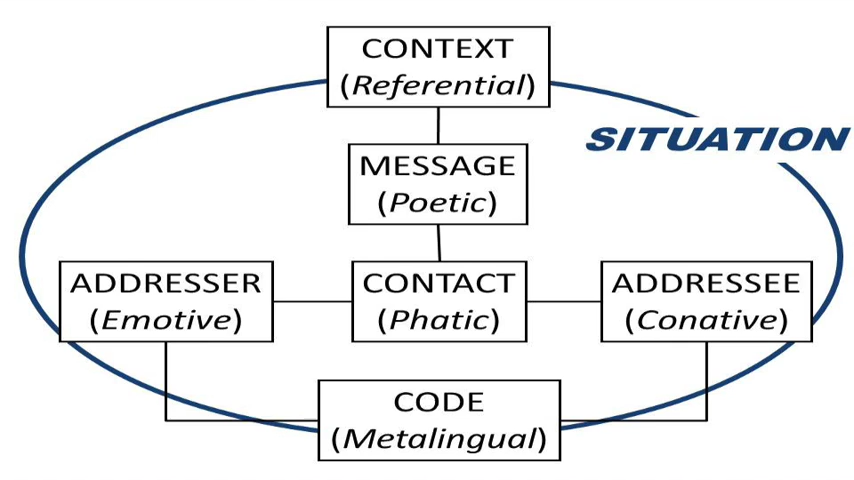 CONTEXT
(Referential)
SITUATION
MESSAGE
(Poetic)
ADDRESSER
(Emotive)
CONTACT
(Phatic)
ADDRESSEE
(Conative)
CODE
(Metalingual)